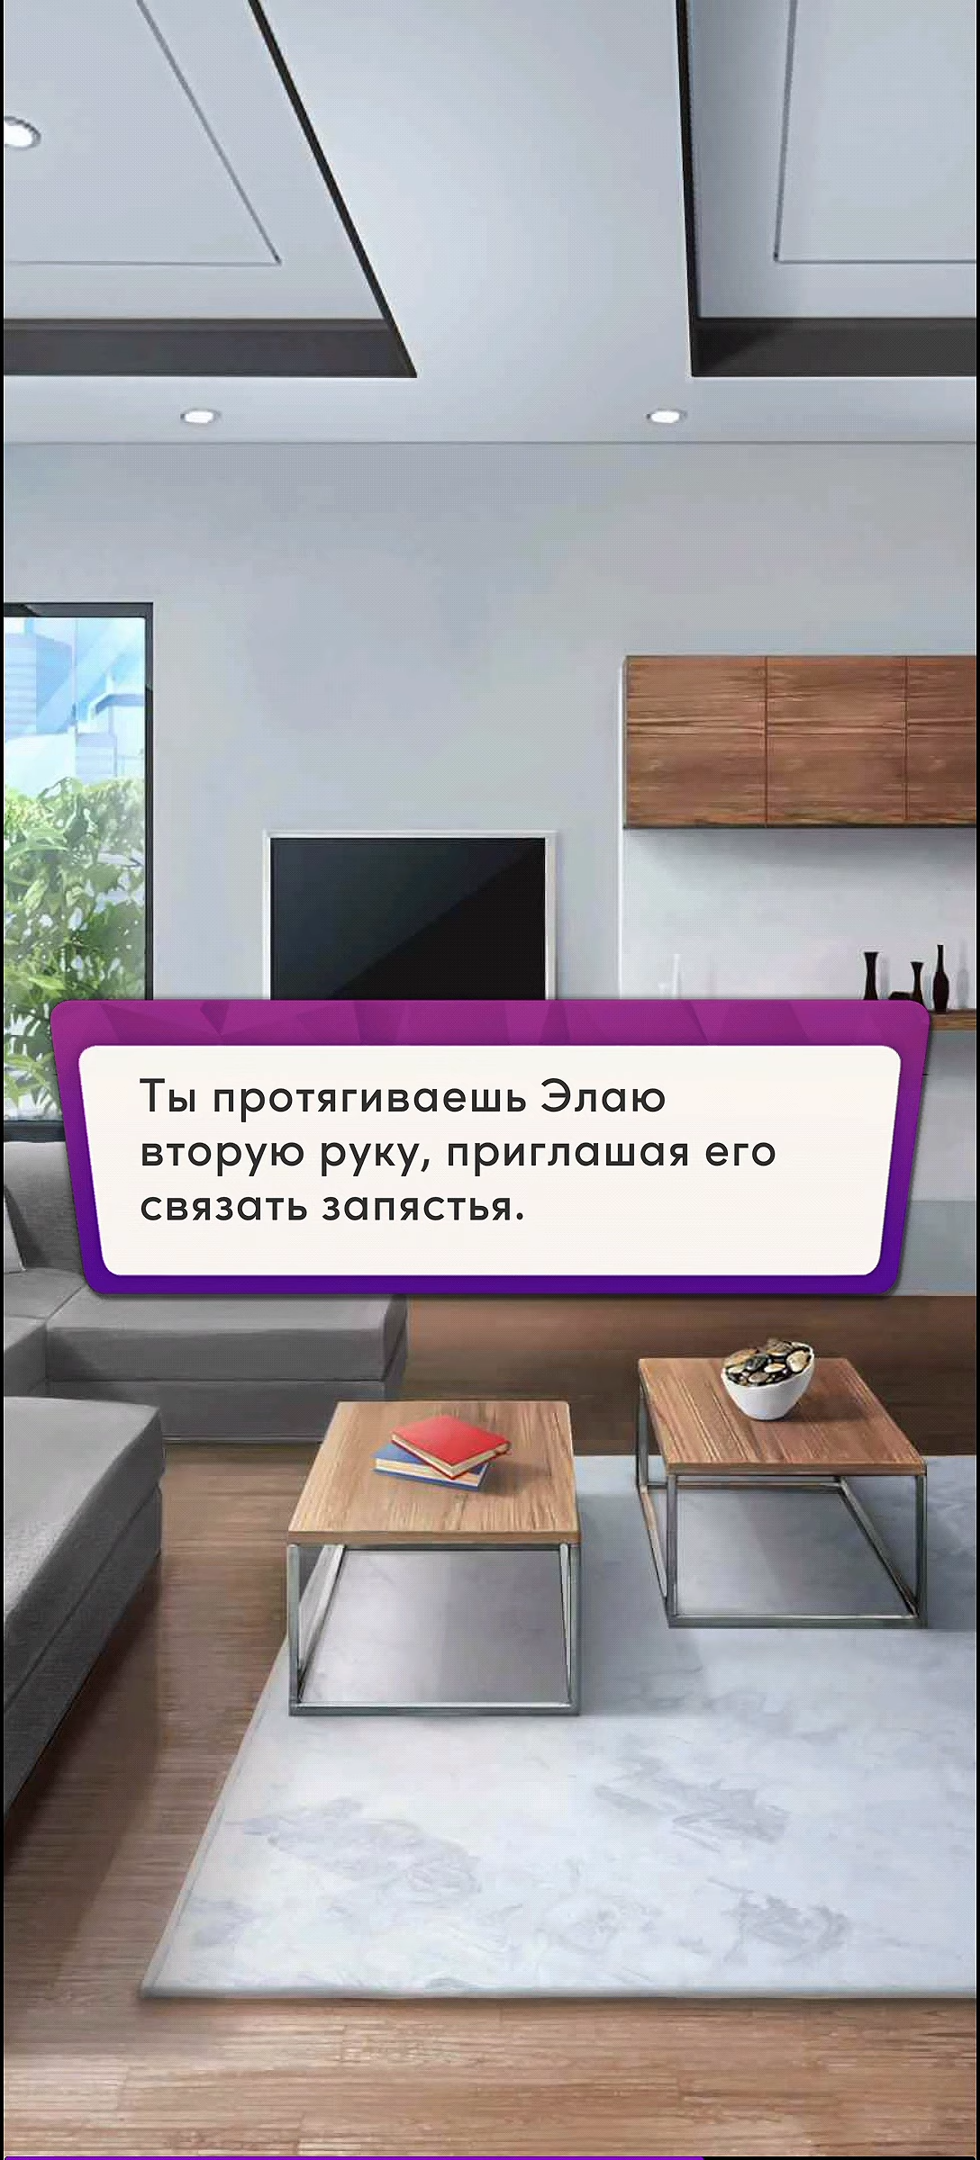 Ты протягиваешь Элаю
вторую руку, приглашая его
связать запястья.